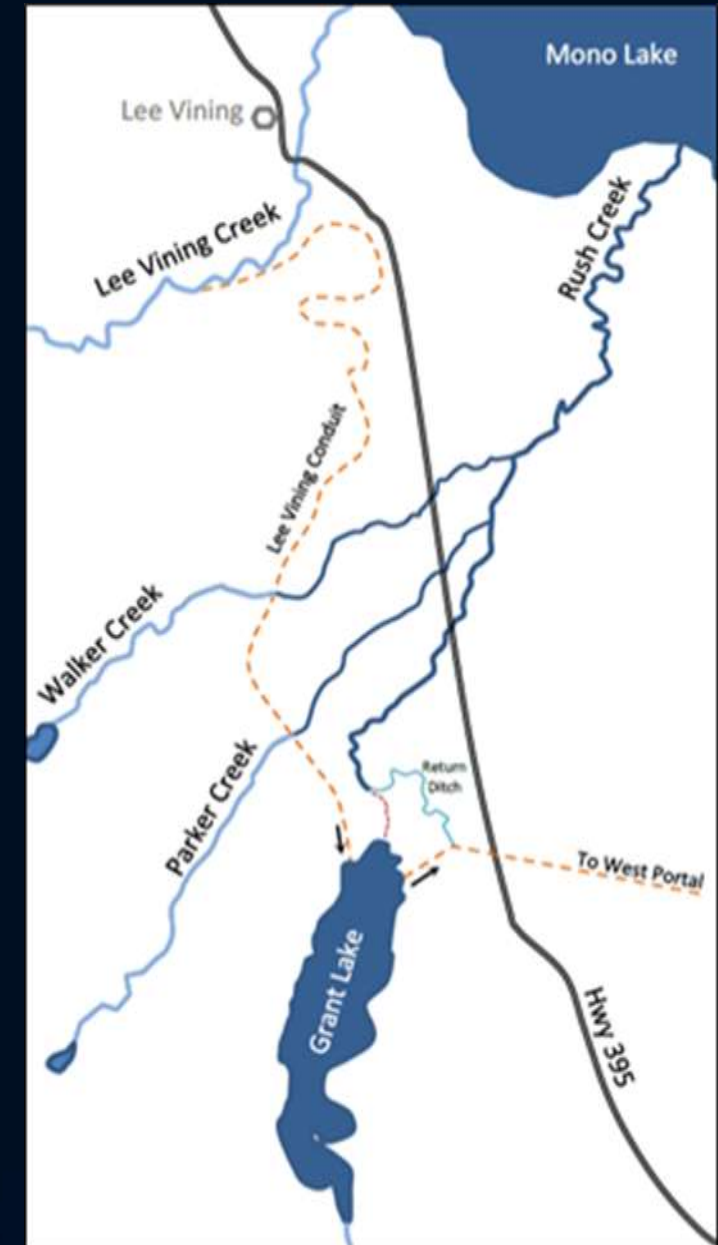 Mono Lake
Lee Vining
Lee Vining Creek
Rush Creek
Lee Vining Conduit
Walker Creek
Parker Creek
Return
Ditch
To West Portal
Grant Lake
Hwy 395